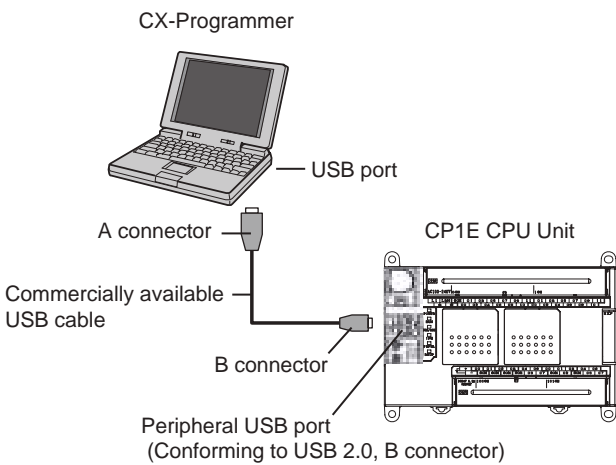 CX-Programmer
USB port
A connector
CP1E CPU Unit
Commercially available
USB cable
B connector
Peripheral USB port
(Conforming to USB 2.0, B connector)